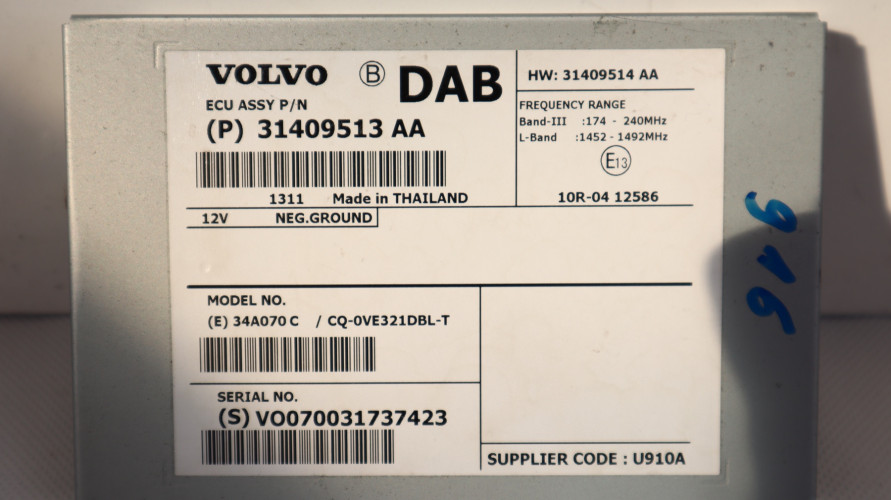 VOLVO Ⓑ DAB
ECU ASSY P/N
(P) 31409513 AA
1311 Made in THAILAND
HW: 31409514 AA
FREQUENCY RANGE
Band-III :174 - 240MHz
L-Band :1452 - 1492MHz
E13
10R-04 12586
12V NEG.GROUND
MODEL NO.
(E) 34A070 C / CQ-0VE321DBL-T
SERIAL NO.
(S) VO070031737423
SUPPLIER CODE : U910A
916